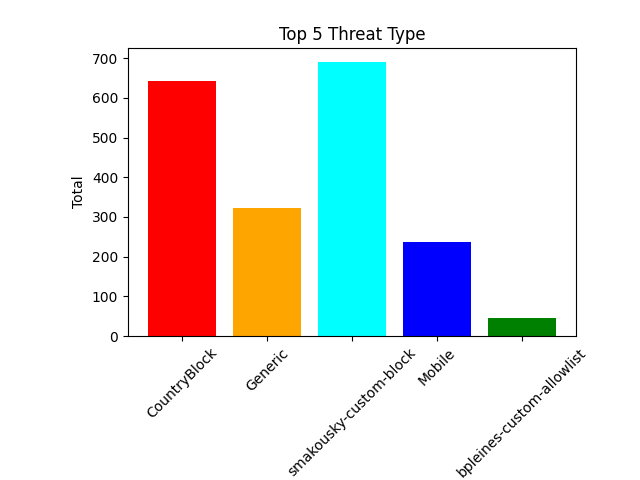 Top 5 Threat Type
Total
700
600
500
400
300
200
100
0
CountryBlock
Generic
smakousky-custom-block
Mobile
bpleines-custom-allowlist